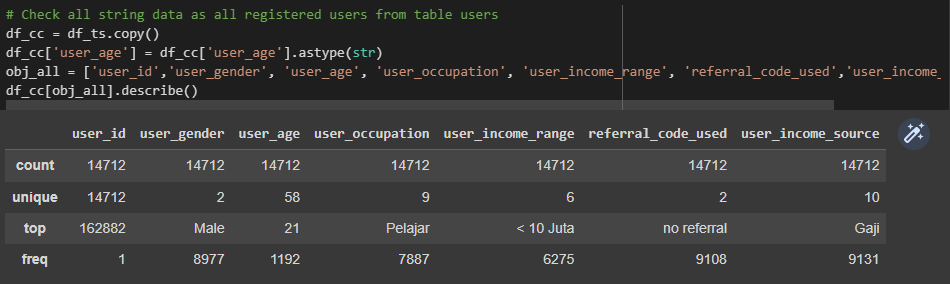 # Check all string data as all registered users from table users
df_cc = df_ts.copy()
df_cc['user_age'] = df_cc['user_age'].astype(str)
obj_all = ['user_id','user_gender', 'user_age', 'user_occupation', 'user_income_range', 'referral_code_used','user_income_
df_cc[obj_all].describe()
user_id user_gender user_age user_occupation user_income_range referral_code_used user_income_source
count 14712 14712 14712 14712 14712 14712 14712
unique 14712 2 58 9 6 2 10
top 162882 Male 21 Pelajar < 10 Juta no referral Gaji
freq 1 8977 1192 7887 6275 9108 9131